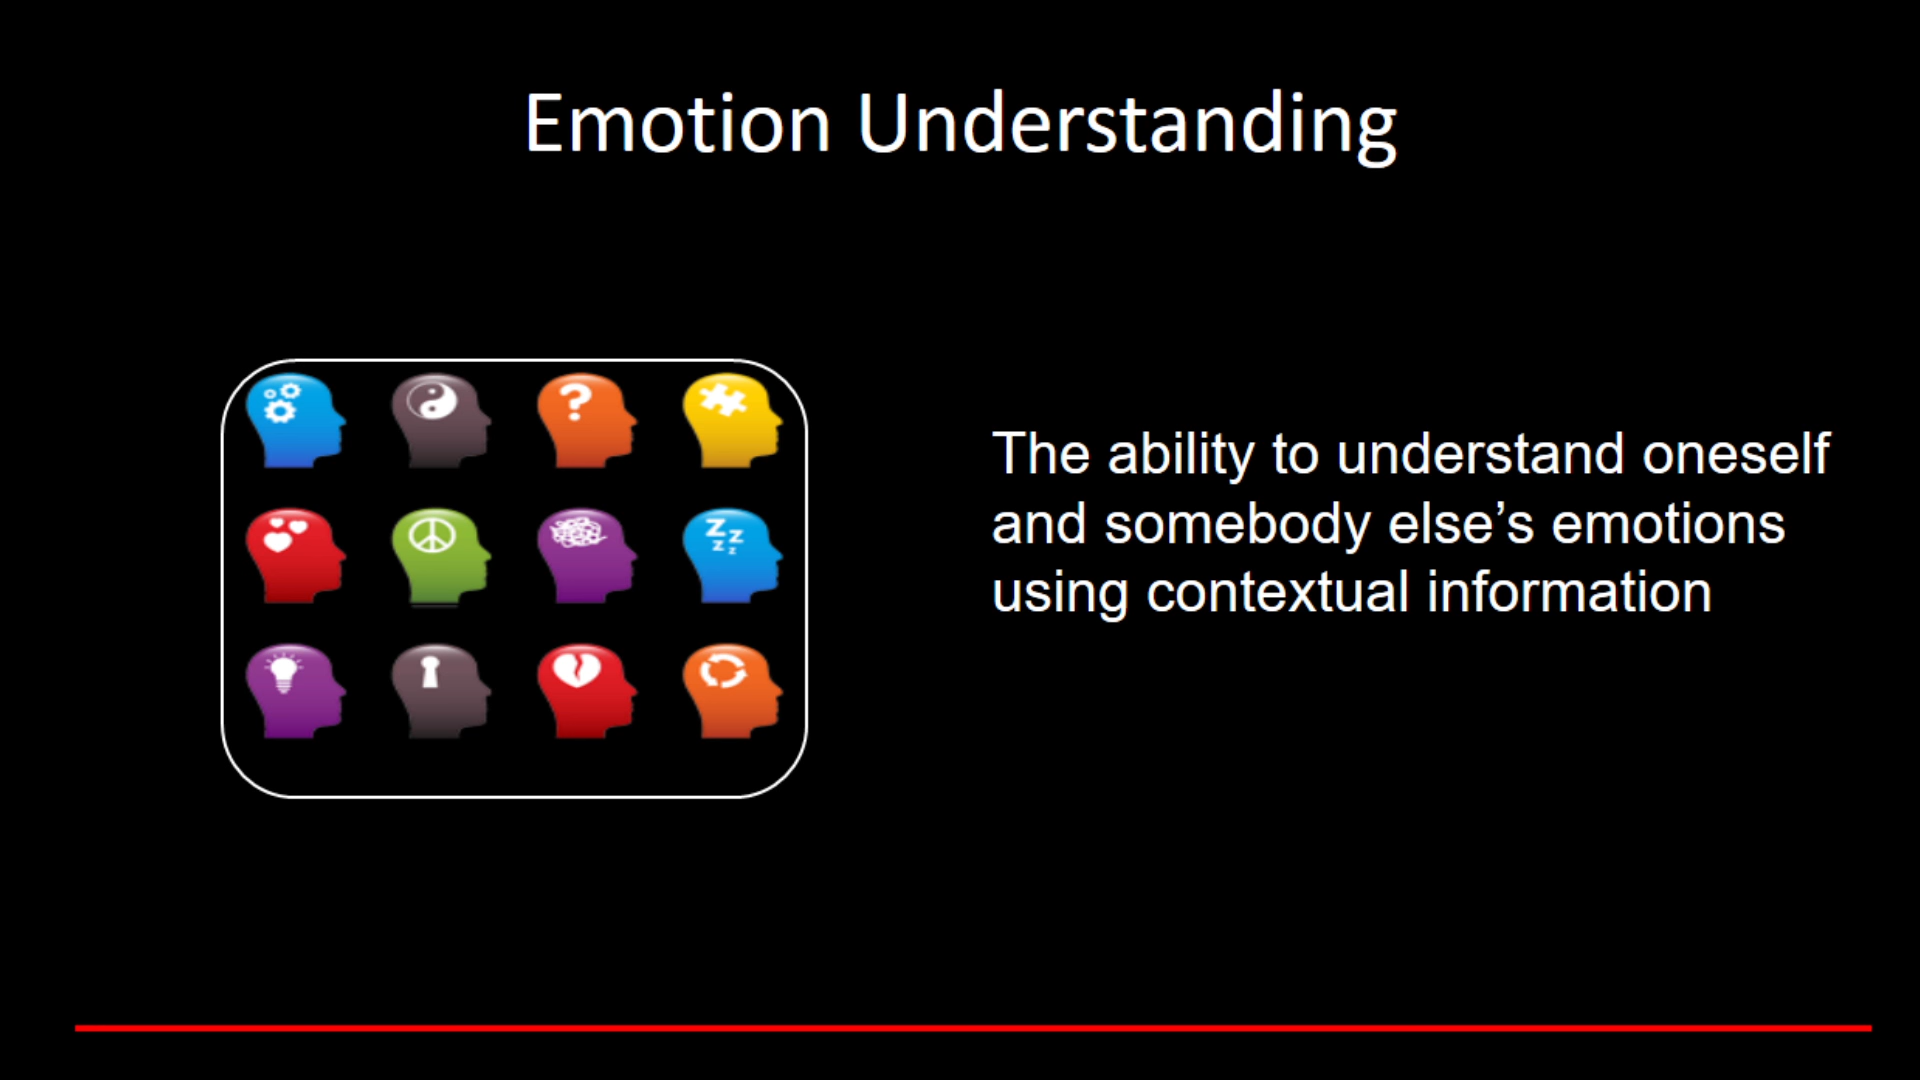 Emotion Understanding
?
z z
z z
The ability to understand oneself
and somebody else’s emotions
using contextual information